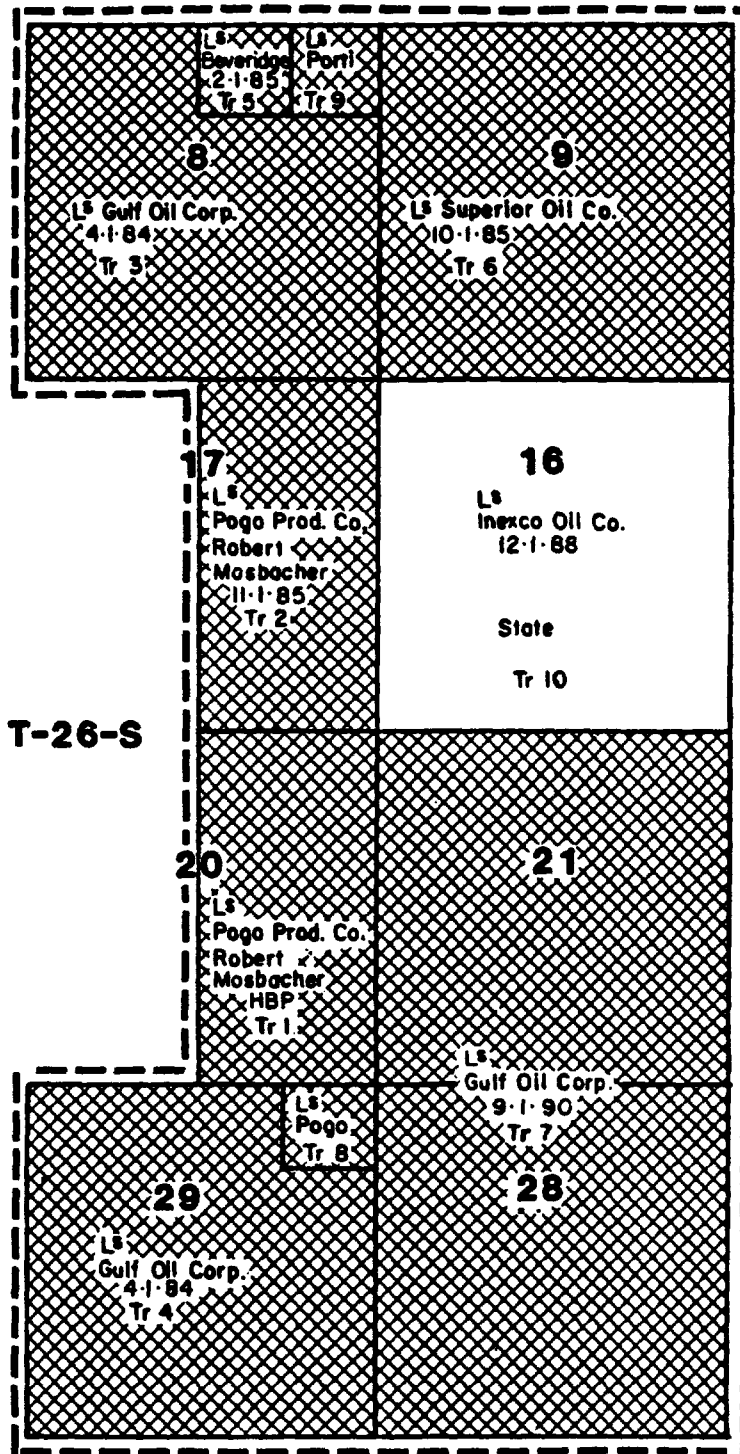 Ls
Beveridge
2·1·85
Tr 5
Ls
Porti
Tr 9
8
Ls Gulf Oil Corp.
4·1·84
Tr 3
9
Ls Superior Oil Co.
10·1·85
Tr 6
17
Ls
Pogo Prod. Co.
Robert
Mosbacher
11·1·85
Tr 2
16
Ls
Inexco Oil Co.
12·1·88
State
Tr 10
T-26-S
20
Ls
Pogo Prod. Co.
Robert
Mosbacher
HBP
Tr 1
21
Ls
Gulf Oil Corp.
9·1·90
Tr 7
Ls
Pogo
Tr 8
29
Ls
Gulf Oil Corp.
4·1·84
Tr 4
28